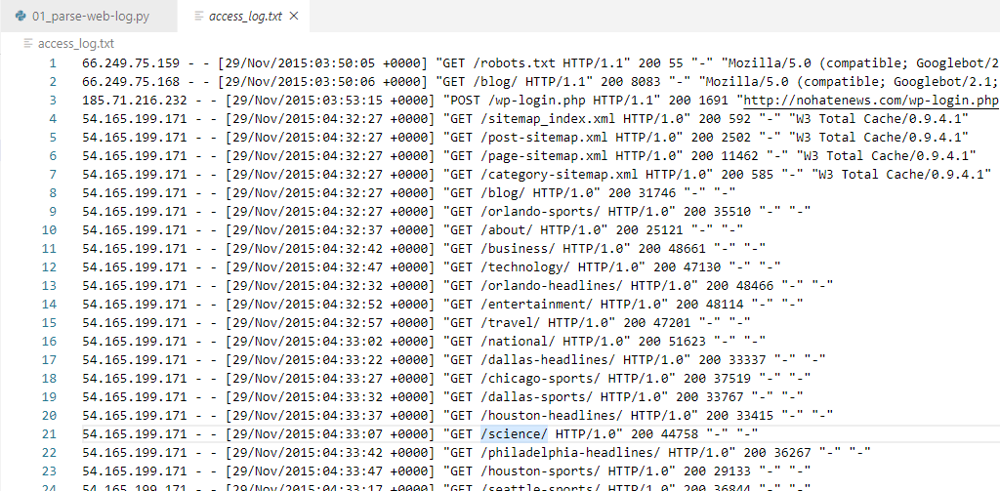 01_parse-web-log.py access_log.txt ×
access_log.txt
1 66.249.75.159 - - [29/Nov/2015:03:50:05 +0000] "GET /robots.txt HTTP/1.1" 200 55 "-" "Mozilla/5.0 (compatible; Googlebot/2
2 66.249.75.168 - - [29/Nov/2015:03:50:06 +0000] "GET /blog/ HTTP/1.1" 200 8083 "-" "Mozilla/5.0 (compatible; Googlebot/2.1;
3 185.71.216.232 - - [29/Nov/2015:03:53:15 +0000] "POST /wp-login.php HTTP/1.1" 200 1691 "http://nohatenews.com/wp-login.php
4 54.165.199.171 - - [29/Nov/2015:04:32:27 +0000] "GET /sitemap_index.xml HTTP/1.0" 200 592 "-" "W3 Total Cache/0.9.4.1"
5 54.165.199.171 - - [29/Nov/2015:04:32:27 +0000] "GET /post-sitemap.xml HTTP/1.0" 200 2502 "-" "W3 Total Cache/0.9.4.1"
6 54.165.199.171 - - [29/Nov/2015:04:32:27 +0000] "GET /page-sitemap.xml HTTP/1.0" 200 11462 "-" "W3 Total Cache/0.9.4.1"
7 54.165.199.171 - - [29/Nov/2015:04:32:27 +0000] "GET /category-sitemap.xml HTTP/1.0" 200 585 "-" "W3 Total Cache/0.9.4.1"
8 54.165.199.171 - - [29/Nov/2015:04:32:27 +0000] "GET /blog/ HTTP/1.0" 200 31746 "-" "-"
9 54.165.199.171 - - [29/Nov/2015:04:32:27 +0000] "GET /orlando-sports/ HTTP/1.0" 200 35510 "-" "-"
10 54.165.199.171 - - [29/Nov/2015:04:32:37 +0000] "GET /about/ HTTP/1.0" 200 25121 "-" "-"
11 54.165.199.171 - - [29/Nov/2015:04:32:42 +0000] "GET /business/ HTTP/1.0" 200 48661 "-" "-"
12 54.165.199.171 - - [29/Nov/2015:04:32:47 +0000] "GET /technology/ HTTP/1.0" 200 47130 "-" "-"
13 54.165.199.171 - - [29/Nov/2015:04:32:32 +0000] "GET /orlando-headlines/ HTTP/1.0" 200 48466 "-" "-"
14 54.165.199.171 - - [29/Nov/2015:04:32:52 +0000] "GET /entertainment/ HTTP/1.0" 200 48114 "-" "-"
15 54.165.199.171 - - [29/Nov/2015:04:32:57 +0000] "GET /travel/ HTTP/1.0" 200 47201 "-" "-"
16 54.165.199.171 - - [29/Nov/2015:04:33:02 +0000] "GET /national/ HTTP/1.0" 200 51623 "-" "-"
17 54.165.199.171 - - [29/Nov/2015:04:33:22 +0000] "GET /dallas-headlines/ HTTP/1.0" 200 33337 "-" "-"
18 54.165.199.171 - - [29/Nov/2015:04:33:27 +0000] "GET /chicago-sports/ HTTP/1.0" 200 37519 "-" "-"
19 54.165.199.171 - - [29/Nov/2015:04:33:32 +0000] "GET /dallas-sports/ HTTP/1.0" 200 33767 "-" "-"
20 54.165.199.171 - - [29/Nov/2015:04:33:37 +0000] "GET /houston-headlines/ HTTP/1.0" 200 33415 "-" "-"
21 54.165.199.171 - - [29/Nov/2015:04:33:07 +0000] "GET /science/ HTTP/1.0" 200 44758 "-" "-"
22 54.165.199.171 - - [29/Nov/2015:04:33:42 +0000] "GET /philadelphia-headlines/ HTTP/1.0" 200 36267 "-" "-"
23 54.165.199.171 - - [29/Nov/2015:04:33:47 +0000] "GET /houston-sports/ HTTP/1.0" 200 29133 "-" "-"
24 54.165.199.171 - - [29/Nov/2015:04:33:17 +0000] "GET /seattle-sports/ HTTP/1.0" 200 36844 "-" "-"